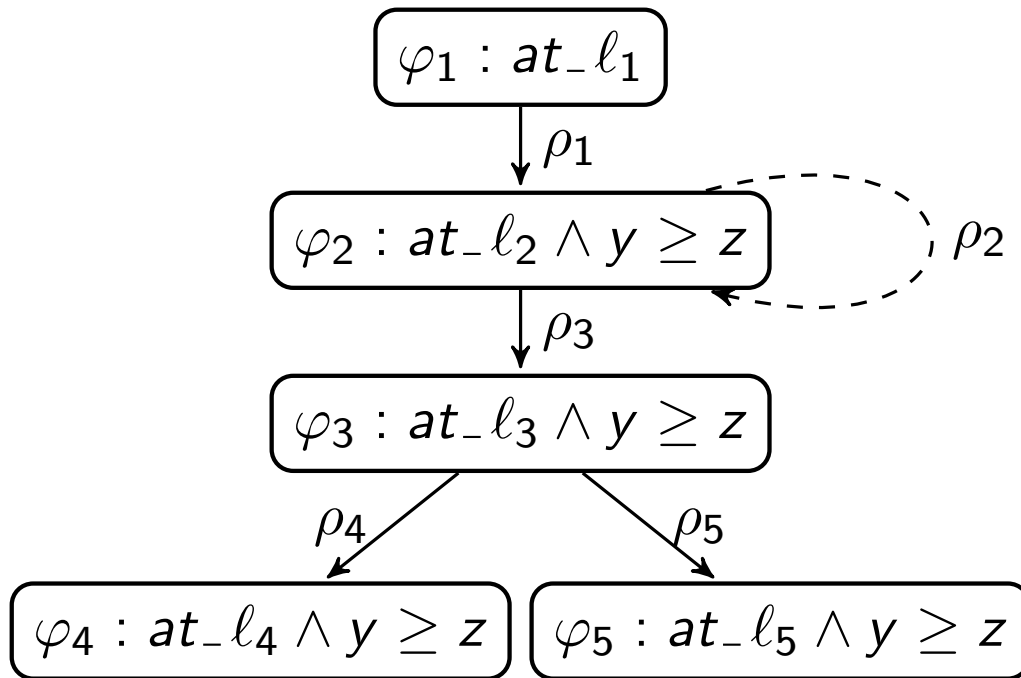 φ₁ : at_ℓ₁
ρ₁
φ₂ : at_ℓ₂ ∧ y ≥ z
ρ₂
ρ₃
φ₃ : at_ℓ₃ ∧ y ≥ z
ρ₄ ρ₅
φ₄ : at_ℓ₄ ∧ y ≥ z
φ₅ : at_ℓ₅ ∧ y ≥ z